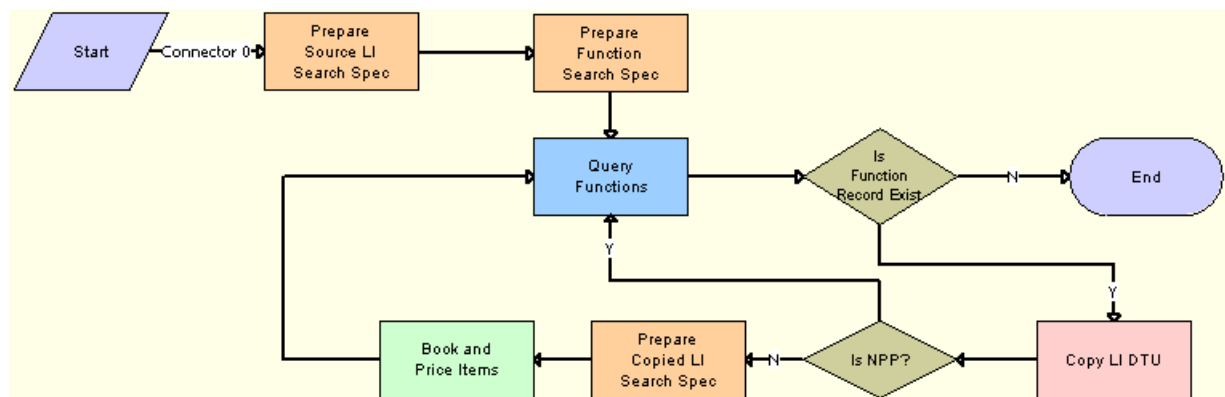 Start
Connector 0
Prepare
Source LI
Search Spec
Prepare
Function
Search Spec
Query
Functions
Is
Function
Record Exist
N
End
Y
Y
Book and
Price Items
Prepare
Copied LI
Search Spec
N
Is NPP?
Copy LI DTU